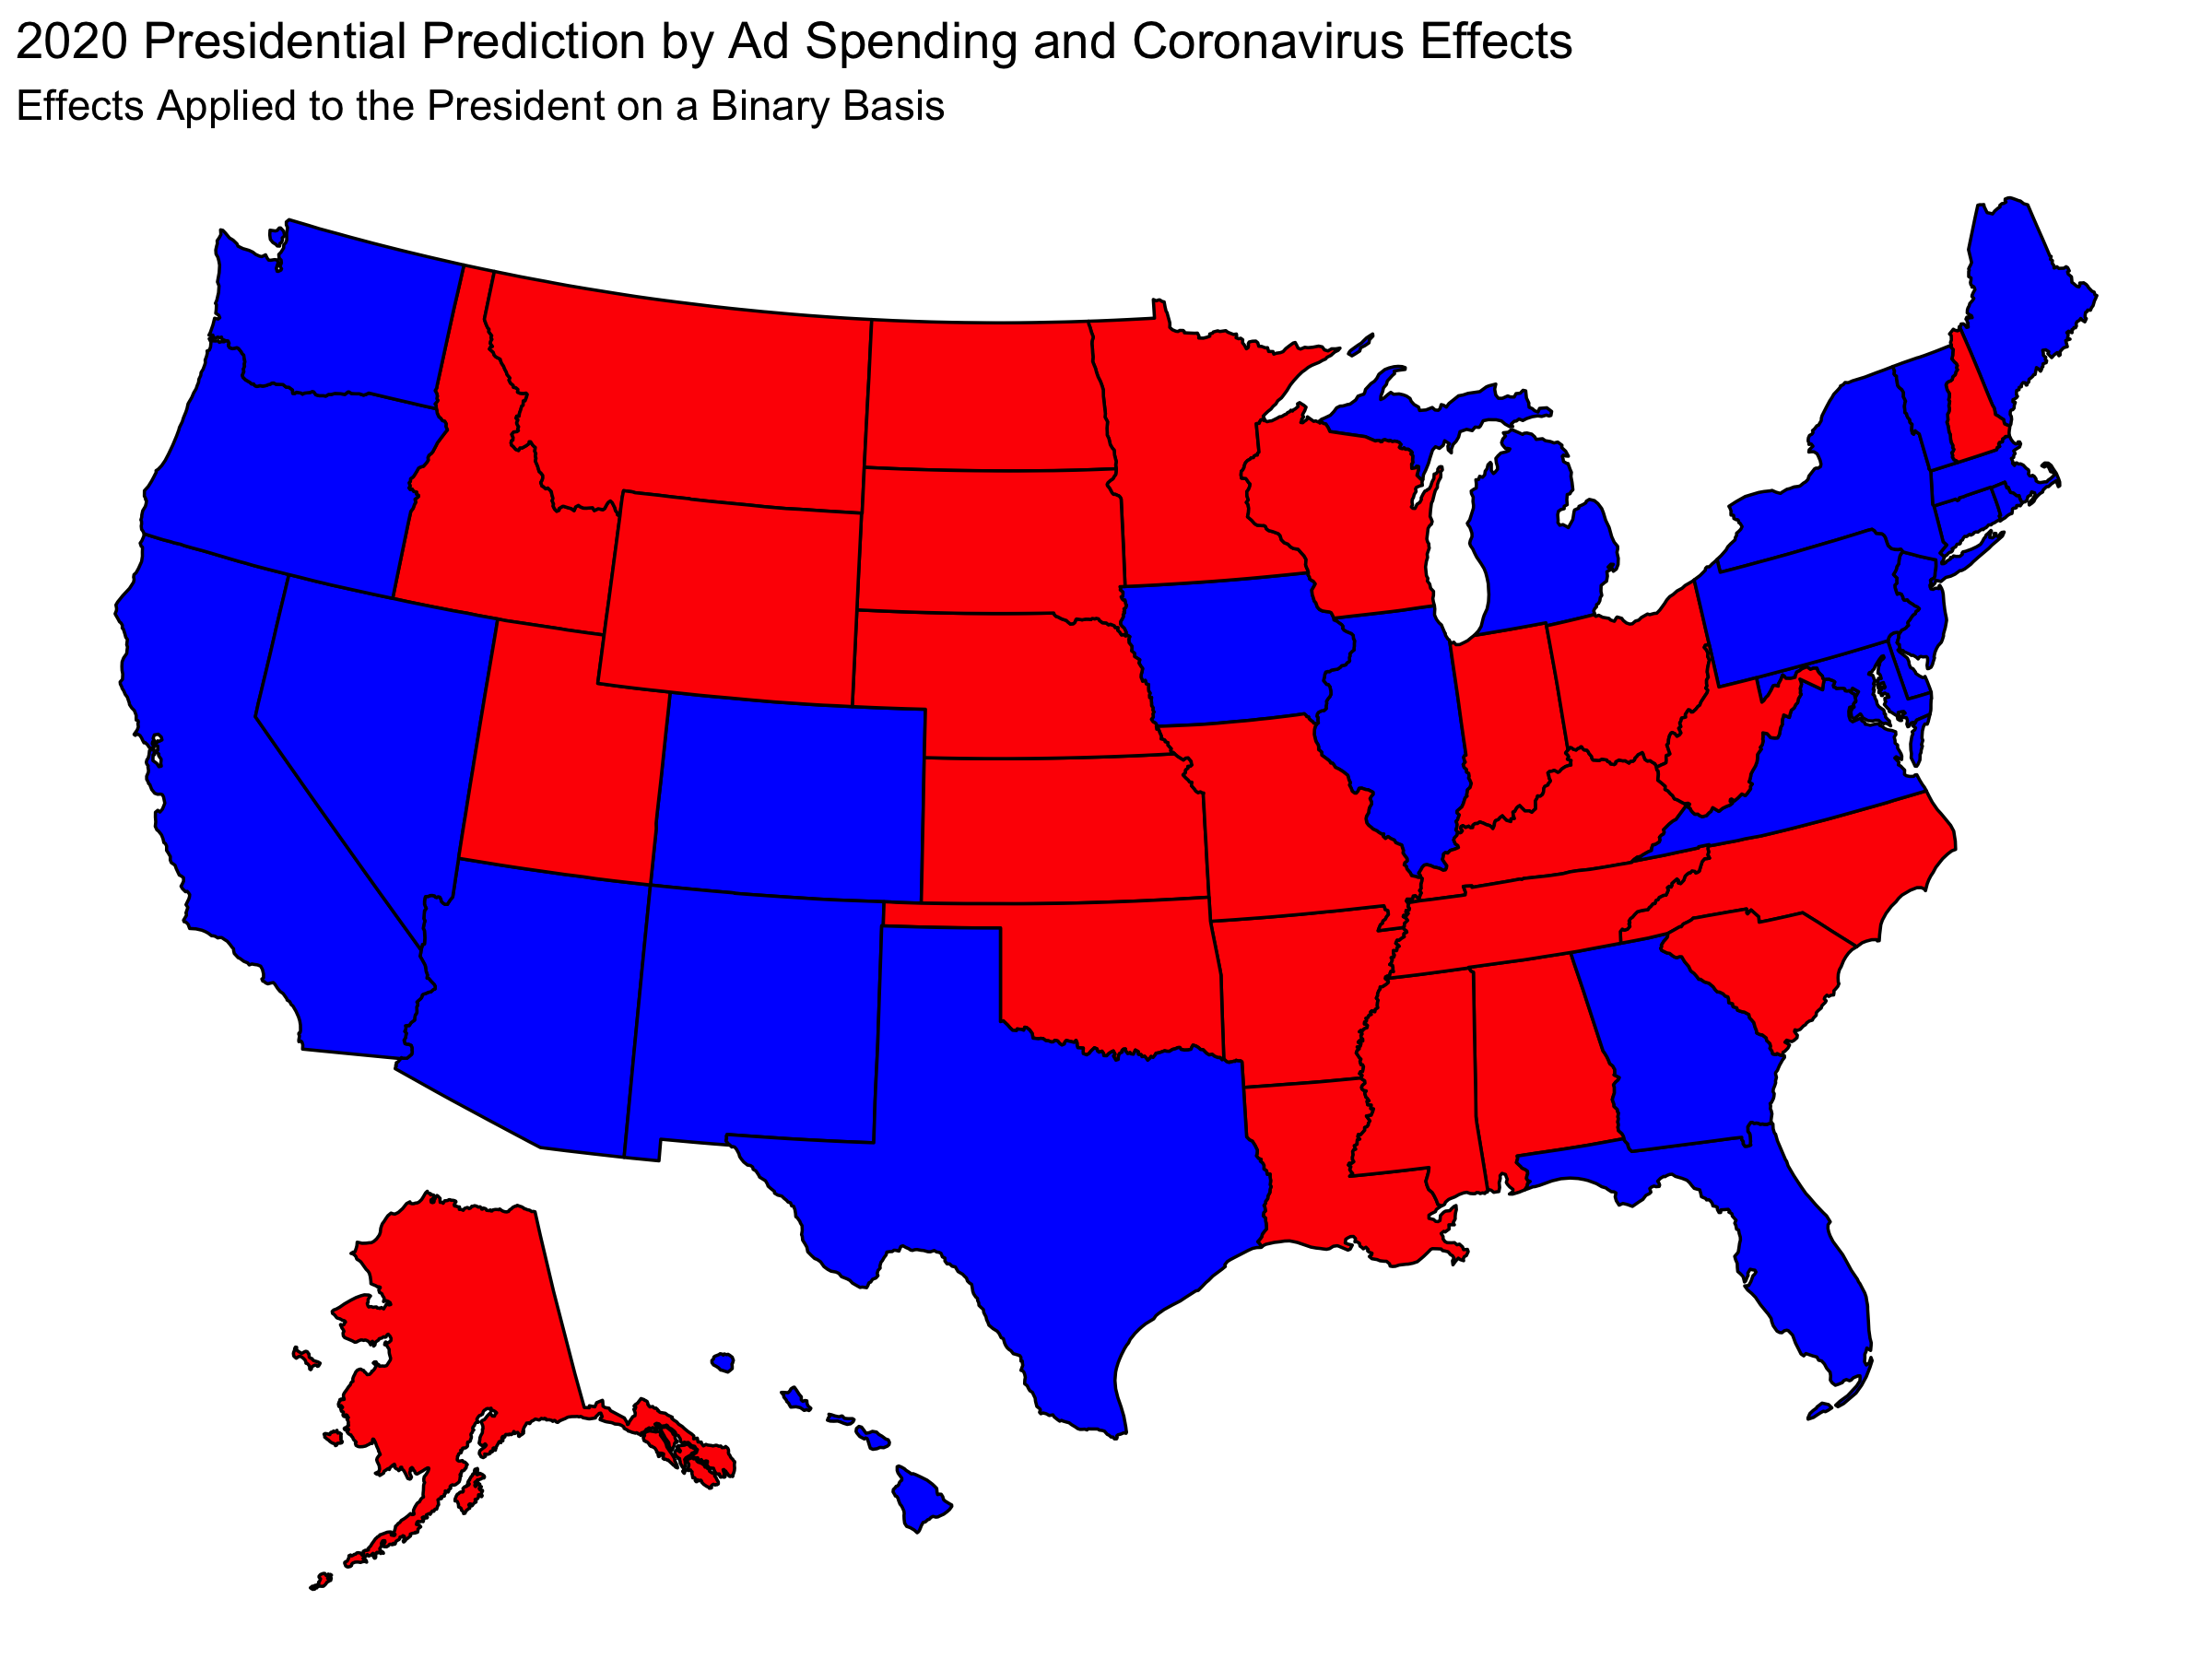 2020 Presidential Prediction by Ad Spending and Coronavirus Effects
Effects Applied to the President on a Binary Basis